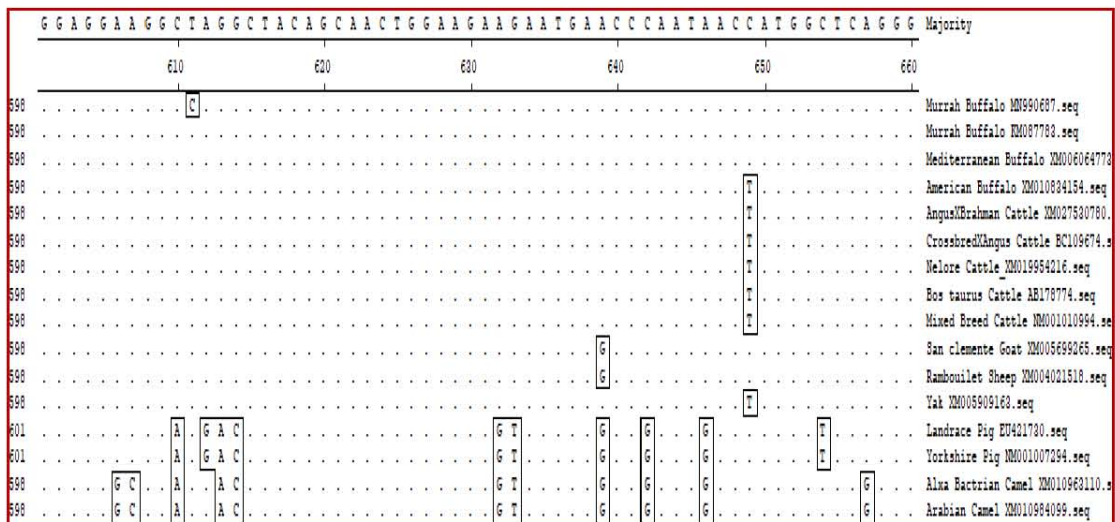 G G A G G A A G G C T A G G C T A C A G C A A C T G G A A G A A G A A T G A A C C C A A T A A C C A T G G C T C A G G G Majority
610 620 630 640 650 660
598 C Murrah Buffalo MN990687.seq
598 Murrah Buffalo KM087783.seq
598 Mediterranean Buffalo XM006064773
598 T American Buffalo XM010834154.seq
598 T AngusXBrahman Cattle XM027530780.
598 T CrossbredXAngus Cattle BC109674.s
598 T Nelore Cattle_XM019954216.seq
598 T Bos taurus Cattle AB178774.seq
598 T Mixed Breed Cattle NM001010994.se
598 G San clemente Goat XM005699265.seq
598 G Rambouilet Sheep XM004021518.seq
598 T Yak XM005909163.seq
601 A G A C G T G G G T Landrace Pig EU421730.seq
601 A G A C G T G G G T Yorkshire Pig NM001007294.seq
598 G C A A C G T G G G G Alxa Bactrian Camel XM010963110.s
598 G C A A C G T G G G G Arabian Camel XM010984099.seq